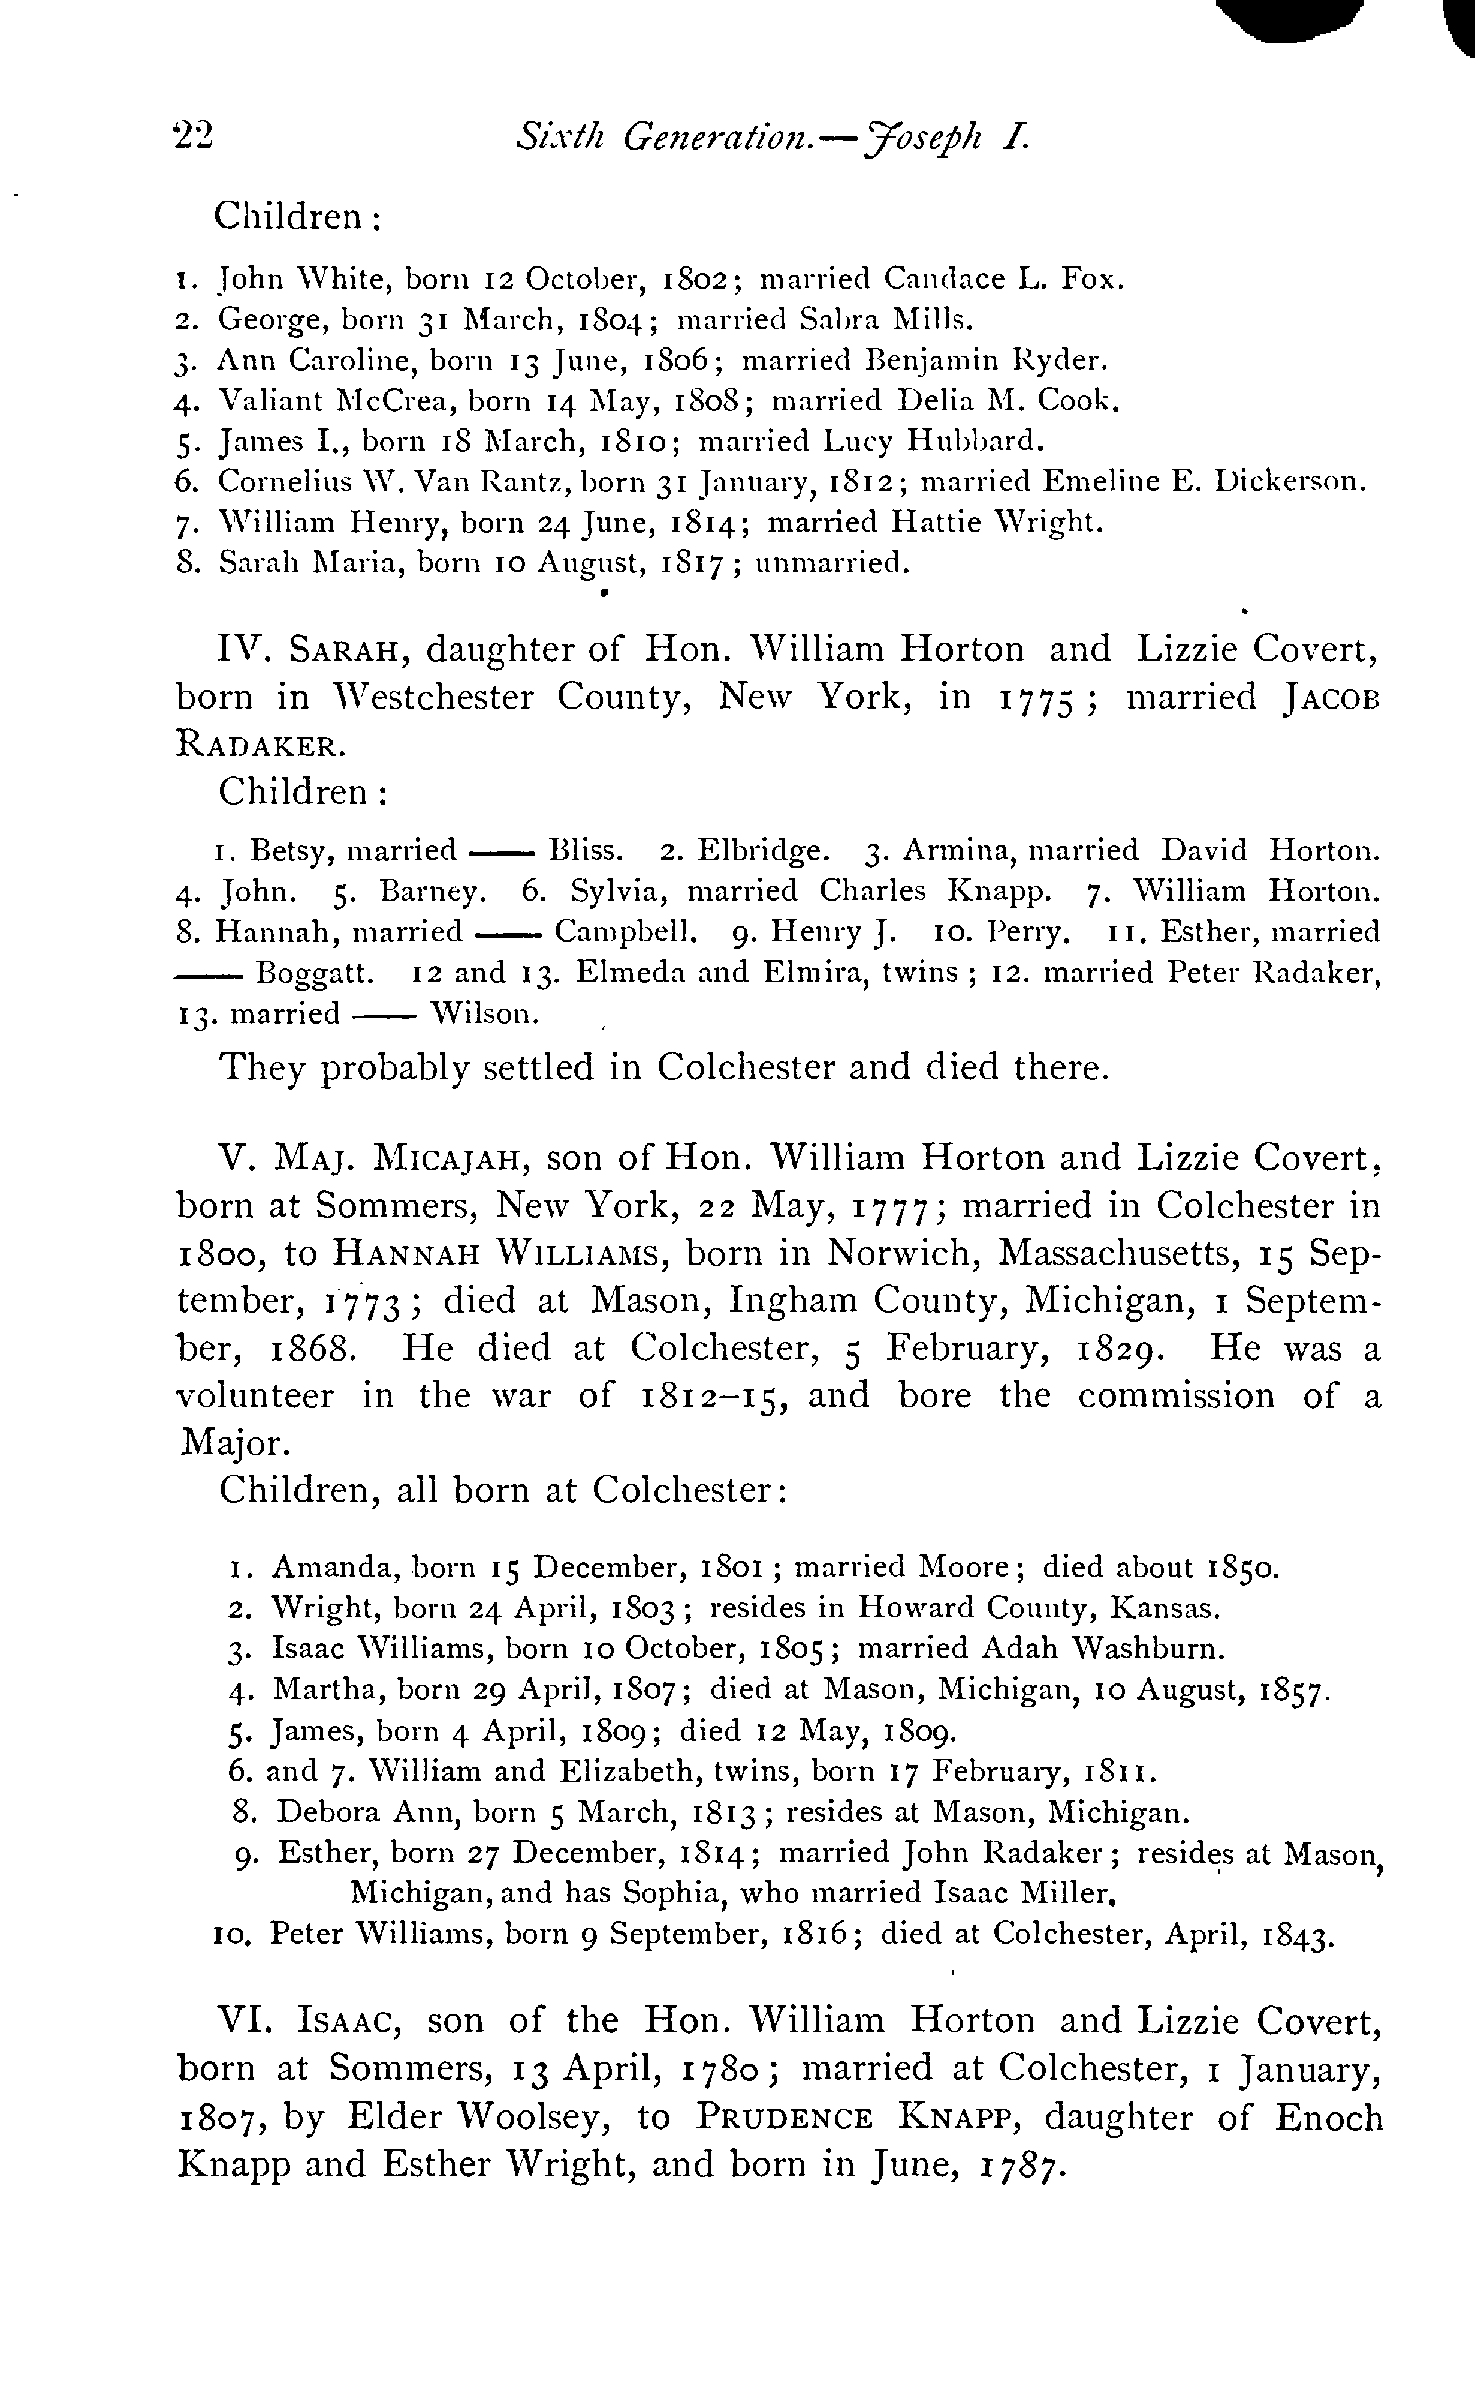 22 Sixth Generation.—Joseph I.
Children :
1. John White, born 12 October, 1802; married Candace L. Fox.
2. George, born 31 March, 1804; married Sabra Mills.
3. Ann Caroline, born 13 June, 1806; married Benjamin Ryder.
4. Valiant McCrea, born 14 May, 1808; married Delia M. Cook.
5. James I., born 18 March, 1810; married Lucy Hubbard.
6. Cornelius W. Van Rantz, born 31 January, 1812; married Emeline E. Dickerson.
7. William Henry, born 24 June, 1814; married Hattie Wright.
8. Sarah Maria, born 10 August, 1817; unmarried.
IV. SARAH, daughter of Hon. William Horton and Lizzie Covert,
born in Westchester County, New York, in 1775; married JACOB
RADAKER.
Children :
1. Betsy, married —— Bliss. 2. Elbridge. 3. Armina, married David Horton.
4. John. 5. Barney. 6. Sylvia, married Charles Knapp. 7. William Horton.
8. Hannah, married —— Campbell. 9. Henry J. 10. Perry. 11. Esther, married
—— Boggatt. 12 and 13. Elmeda and Elmira, twins; 12. married Peter Radaker,
13. married —— Wilson.
They probably settled in Colchester and died there.
V. MAJ. MICAJAH, son of Hon. William Horton and Lizzie Covert,
born at Sommers, New York, 22 May, 1777; married in Colchester in
1800, to HANNAH WILLIAMS, born in Norwich, Massachusetts, 15 Sep-
tember, 1773; died at Mason, Ingham County, Michigan, 1 Septem-
ber, 1868. He died at Colchester, 5 February, 1829. He was a
volunteer in the war of 1812–15, and bore the commission of a
Major.
Children, all born at Colchester:
1. Amanda, born 15 December, 1801; married Moore; died about 1850.
2. Wright, born 24 April, 1803; resides in Howard County, Kansas.
3. Isaac Williams, born 10 October, 1805; married Adah Washburn.
4. Martha, born 29 April, 1807; died at Mason, Michigan, 10 August, 1857.
5. James, born 4 April, 1809; died 12 May, 1809.
6. and 7. William and Elizabeth, twins, born 17 February, 1811.
8. Debora Ann, born 5 March, 1813; resides at Mason, Michigan.
9. Esther, born 27 December, 1814; married John Radaker; resides at Mason,
Michigan, and has Sophia, who married Isaac Miller.
10. Peter Williams, born 9 September, 1816; died at Colchester, April, 1843.
VI. ISAAC, son of the Hon. William Horton and Lizzie Covert,
born at Sommers, 13 April, 1780; married at Colchester, 1 January,
1807, by Elder Woolsey, to PRUDENCE KNAPP, daughter of Enoch
Knapp and Esther Wright, and born in June, 1787.